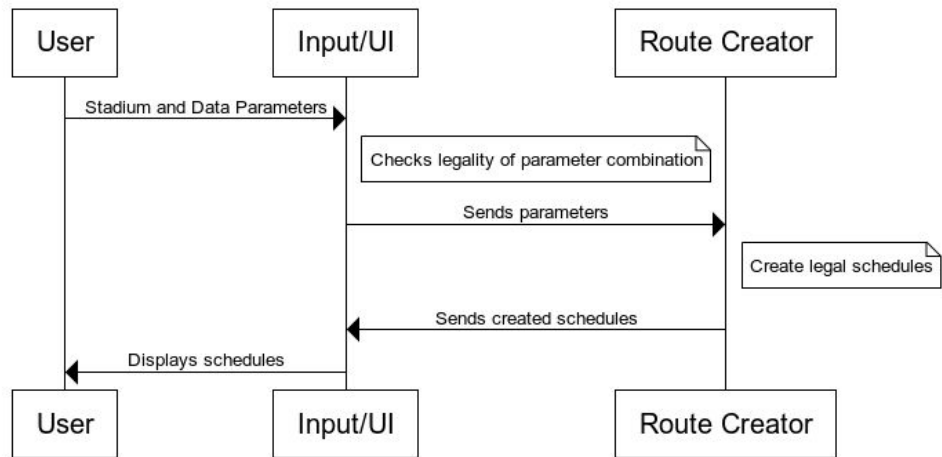 User
Input/UI
Route Creator
Stadium and Data Parameters
Checks legality of parameter combination
Sends parameters
Create legal schedules
Sends created schedules
Displays schedules
User
Input/UI
Route Creator